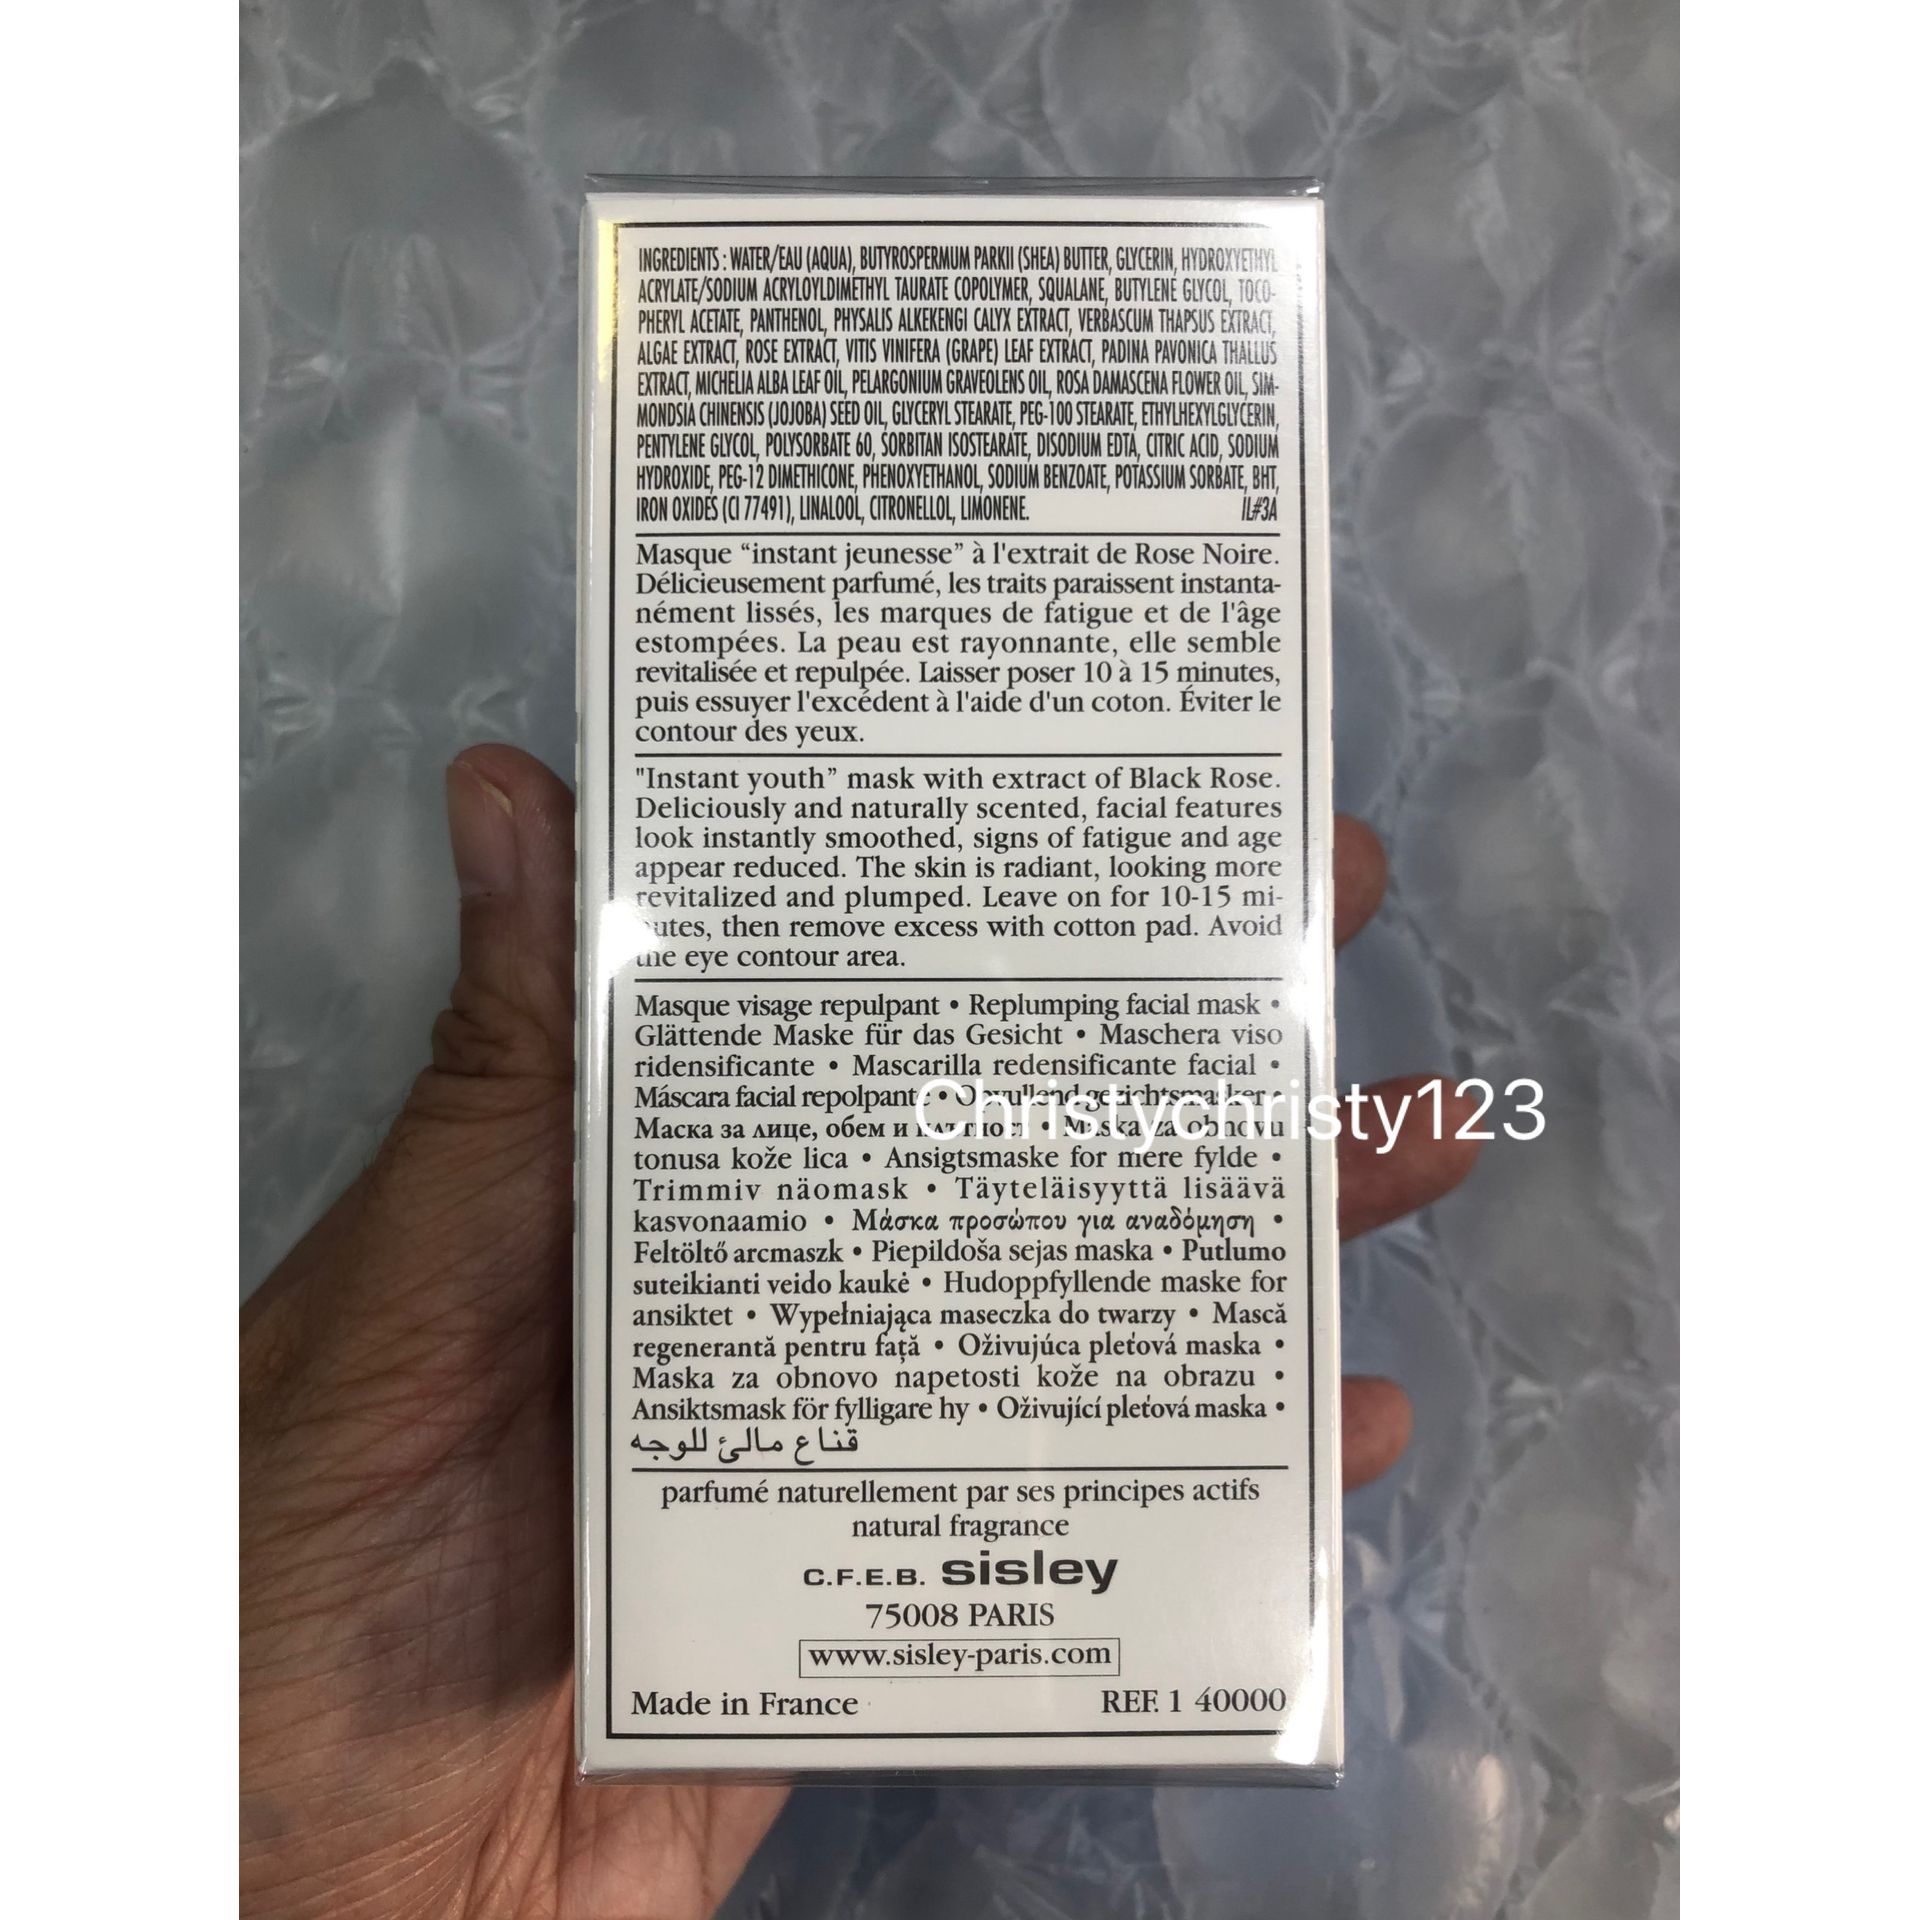 INGREDIENTS : WATER/EAU (AQUA), BUTYROSPERMUM PARKII (SHEA) BUTTER, GLYCERIN, HYDROXYETHYL
ACRYLATE/SODIUM ACRYLOYLDIMETHYL TAURATE COPOLYMER, SQUALANE, BUTYLENE GLYCOL, TOCO-
PHERYL ACETATE, PANTHENOL, PHYSALIS ALKEKENGI CALYX EXTRACT, VERBASCUM THAPSUS EXTRACT,
ALGAE EXTRACT, ROSE EXTRACT, VITIS VINIFERA (GRAPE) LEAF EXTRACT, PADINA PAVONICA THALLUS
EXTRACT, MICHELIA ALBA LEAF OIL, PELARGONIUM GRAVEOLENS OIL, ROSA DAMASCENA FLOWER OIL, SIM-
MONDSIA CHINENSIS (JOJOBA) SEED OIL, GLYCERYL STEARATE, PEG-100 STEARATE, ETHYLHEXYLGLYCERIN,
PENTYLENE GLYCOL, POLYSORBATE 60, SORBITAN ISOSTEARATE, DISODIUM EDTA, CITRIC ACID, SODIUM
HYDROXIDE, PEG-12 DIMETHICONE, PHENOXYETHANOL, SODIUM BENZOATE, POTASSIUM SORBATE, BHT,
IRON OXIDES (CI 77491), LINALOOL, CITRONELLOL, LIMONENE. IL#3A
Masque “instant jeunesse” à l'extrait de Rose Noire.
Délicieusement parfumé, les traits paraissent instanta-
nément lissés, les marques de fatigue et de l'âge
estompées. La peau est rayonnante, elle semble
revitalisée et repulpée. Laisser poser 10 à 15 minutes,
puis essuyer l'excédent à l'aide d'un coton. Éviter le
contour des yeux.
"Instant youth” mask with extract of Black Rose.
Deliciously and naturally scented, facial features
look instantly smoothed, signs of fatigue and age
appear reduced. The skin is radiant, looking more
revitalized and plumped. Leave on for 10-15 mi-
nutes, then remove excess with cotton pad. Avoid
the eye contour area.
Masque visage repulpant • Replumping facial mask •
Glättende Maske für das Gesicht • Maschera viso
ridensificante • Mascarilla redensificante facial •
Máscara facial repolpante • Opvullend gezichtsmasker •
Маска за лице, обем и плътност • Maska za obnovu
Christychristy123
tonusa kože lica • Ansigtsmaske for mere fylde •
Trimmiv näomask • Täyteläisyyttä lisäävä
kasvonaamio • Μάσκα προσώπου για αναδόμηση •
Feltöltő arcmaszk • Piepildoša sejas maska • Putlumo
suteikianti veido kaukė • Hudoppfyllende maske for
ansiktet • Wypełniająca maseczka do twarzy • Mască
regenerantă pentru față • Oživujúca pleťová maska •
Maska za obnovo napetosti kože na obrazu •
Ansiktsmask för fylligare hy • Oživující pleťová maska •
قناع مالئ للوجه
parfumé naturellement par ses principes actifs
natural fragrance
C.F.E.B. sisley
75008 PARIS
www.sisley-paris.com
Made in France REF. 1 40000